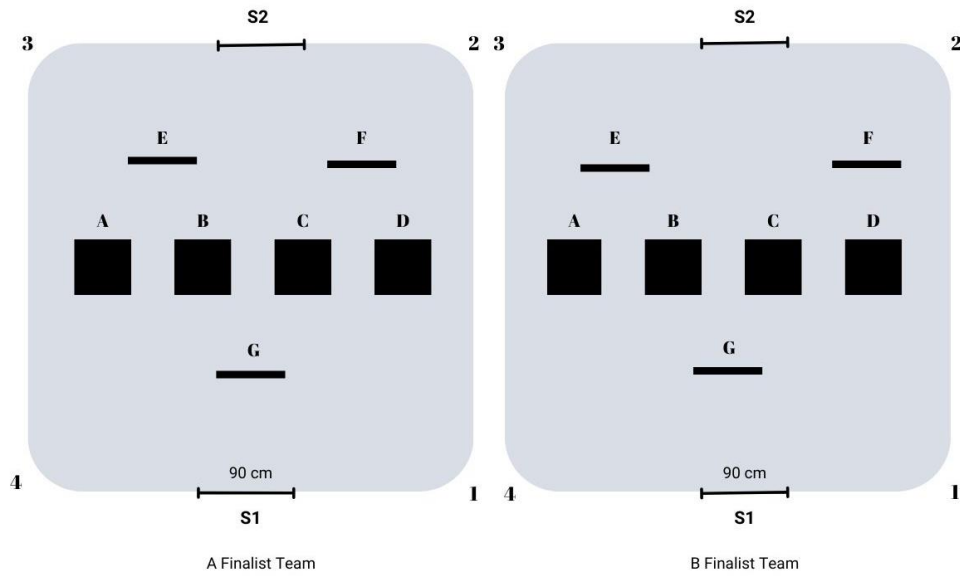 S2
S2
3
2
3
2
E
F
E
F
A
B
C
D
A
B
C
D
G
G
90 cm
90 cm
4
1
4
1
S1
S1
A Finalist Team
B Finalist Team